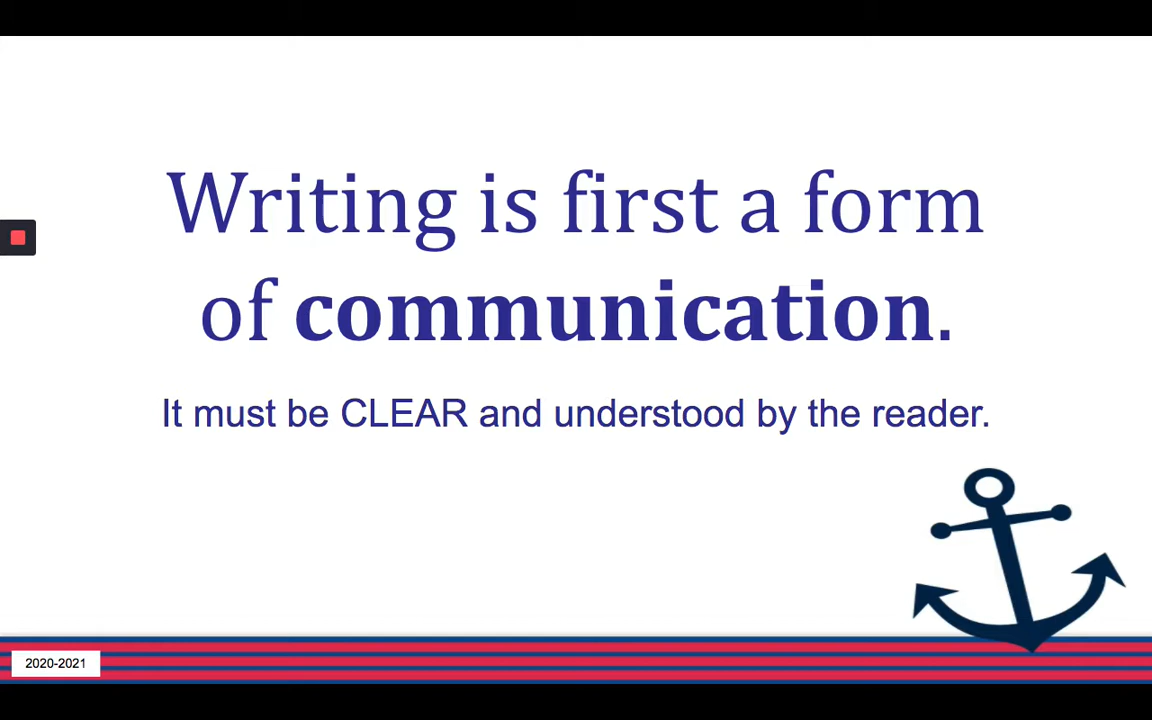 Writing is first a form
of communication.
It must be CLEAR and understood by the reader.
2020-2021